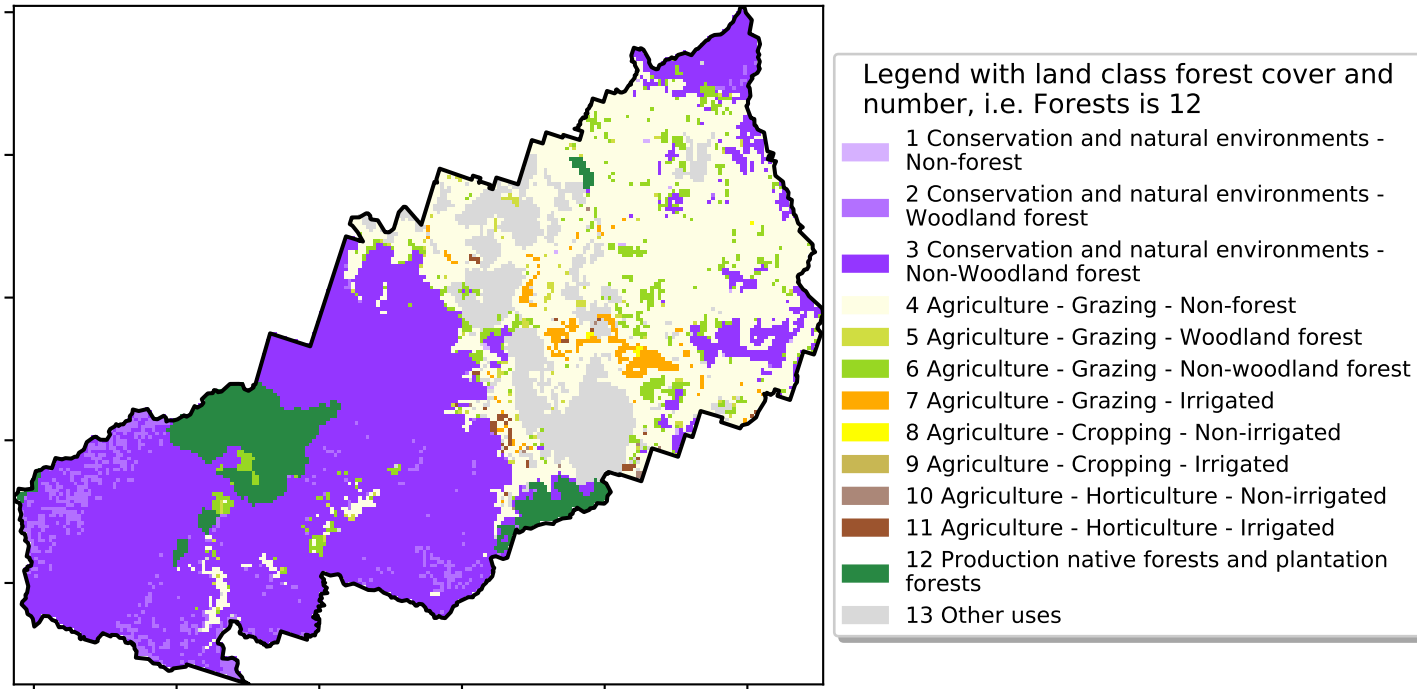 Legend with land class forest cover and
number, i.e. Forests is 12
1 Conservation and natural environments -
Non-forest
2 Conservation and natural environments -
Woodland forest
3 Conservation and natural environments -
Non-Woodland forest
4 Agriculture - Grazing - Non-forest
5 Agriculture - Grazing - Woodland forest
6 Agriculture - Grazing - Non-woodland forest
7 Agriculture - Grazing - Irrigated
8 Agriculture - Cropping - Non-irrigated
9 Agriculture - Cropping - Irrigated
10 Agriculture - Horticulture - Non-irrigated
11 Agriculture - Horticulture - Irrigated
12 Production native forests and plantation
forests
13 Other uses